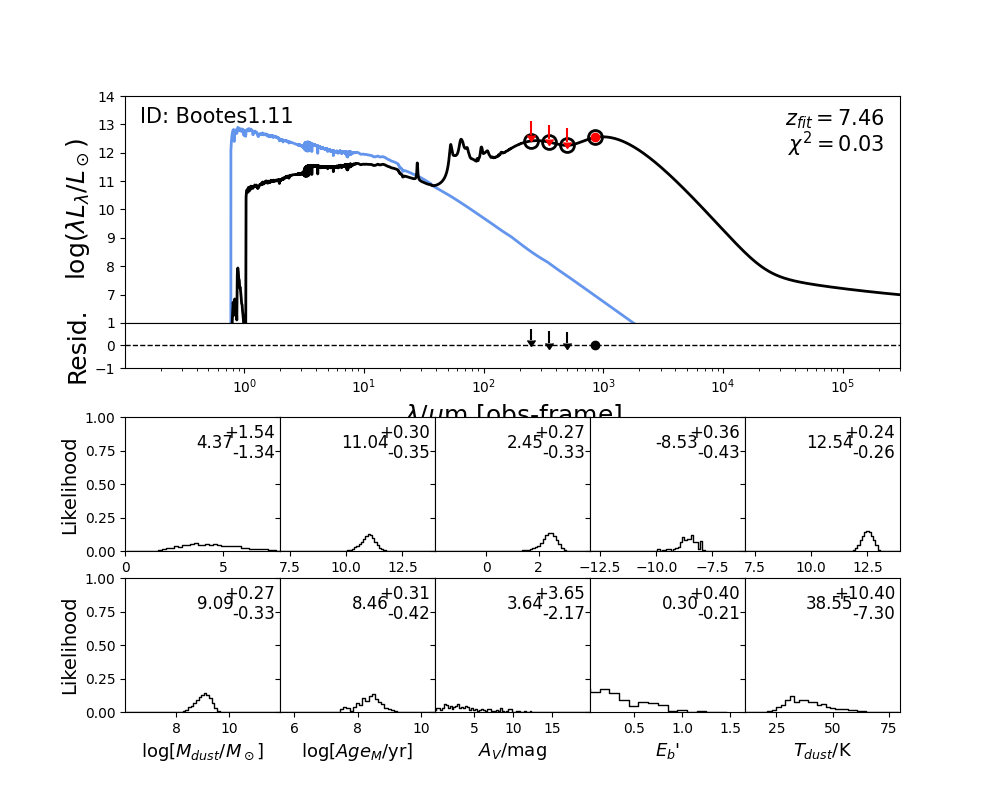 ID: Bootes1.11
z_fit = 7.46
χ² = 0.03
log(λL_λ/L_⊙)
14
13
12
11
10
9
8
7
1
0
−1
Resid.
10⁰ 10¹ 10² 10³ 10⁴ 10⁵
λ/μm [obs-frame]
Likelihood
1.00
0.75
0.50
0.25
0.00
4.37 +1.54 -1.34
11.04 +0.30 -0.35
2.45 +0.27 -0.33
-8.53 +0.36 -0.43
12.54 +0.24 -0.26
0 5 7.5 10.0 12.5 0 2 −12.5 −10.0 −7.5 7.5 10.0 12.5
Likelihood
1.00
0.75
0.50
0.25
0.00
9.09 +0.27 -0.33
8.46 +0.31 -0.42
3.64 +3.65 -2.17
0.30 +0.40 -0.21
38.55 +10.40 -7.30
8 10 6 8 10 5 10 15 0.5 1.0 1.5 25 50 75
log[M_dust/M_⊙] log[Age_M/yr] A_V/mag E_b' T_dust/K